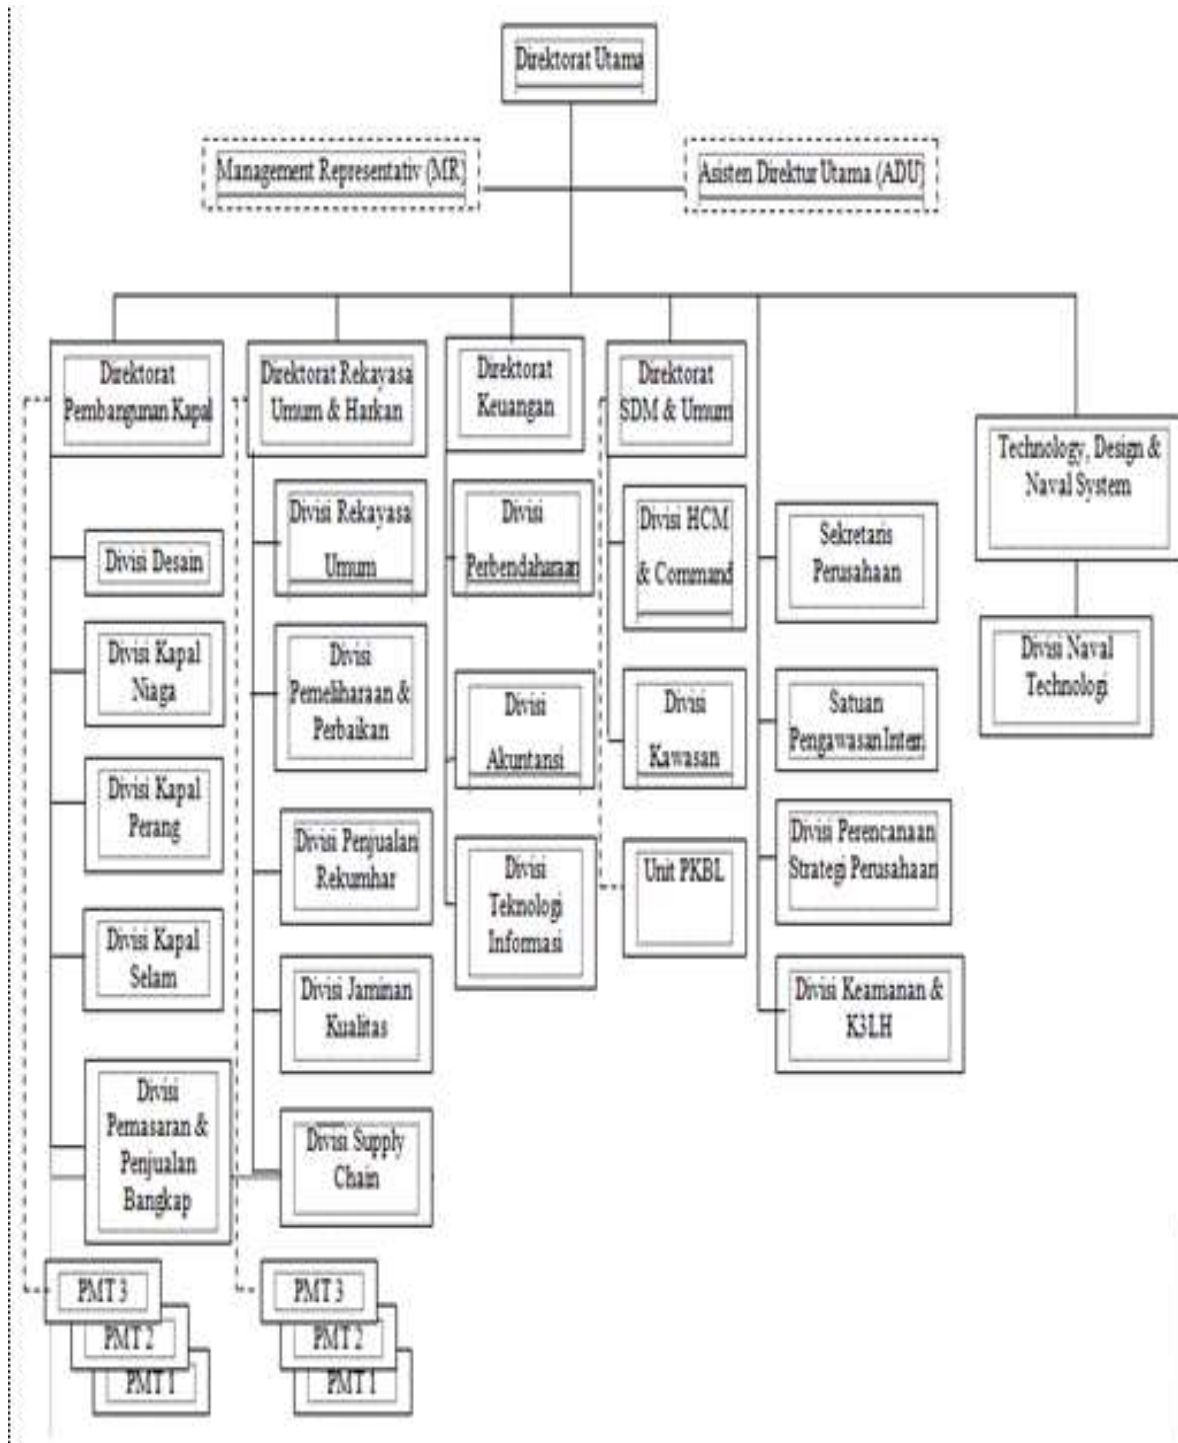 Direktorat Utama
Management Representativ (MR)
Asisten Direktur Utama (ADU)
Direktorat
Pembangunan Kapal
Direktorat Rekayasa
Umum & Harkan
Direktorat
Keuangan
Direktorat
SDM & Umum
Technology, Design &
Naval System
Divisi Desain
Divisi Kapal
Niaga
Divisi Kapal
Perang
Divisi Kapal
Selam
Divisi
Pemasaran &
Penjualan
Bangkap
PMT 3
PMT 2
PMT 1
Divisi Rekayasa
Umum
Divisi
Pemeliharaan &
Perbaikan
Divisi Penjualan
Rekumhar
Divisi Jaminan
Kualitas
Divisi Supply
Chain
PMT 3
PMT 2
PMT 1
Divisi
Perbendaharaan
Divisi
Akuntansi
Divisi
Teknologi
Informasi
Divisi HCM
& Command
Divisi
Kawasan
Unit PKBL
Sekretaris
Perusahaan
Satuan
Pengawasan Intern
Divisi Perencanaan
Strategi Perusahaan
Divisi Keamanan &
K3LH
Divisi Naval
Technologi